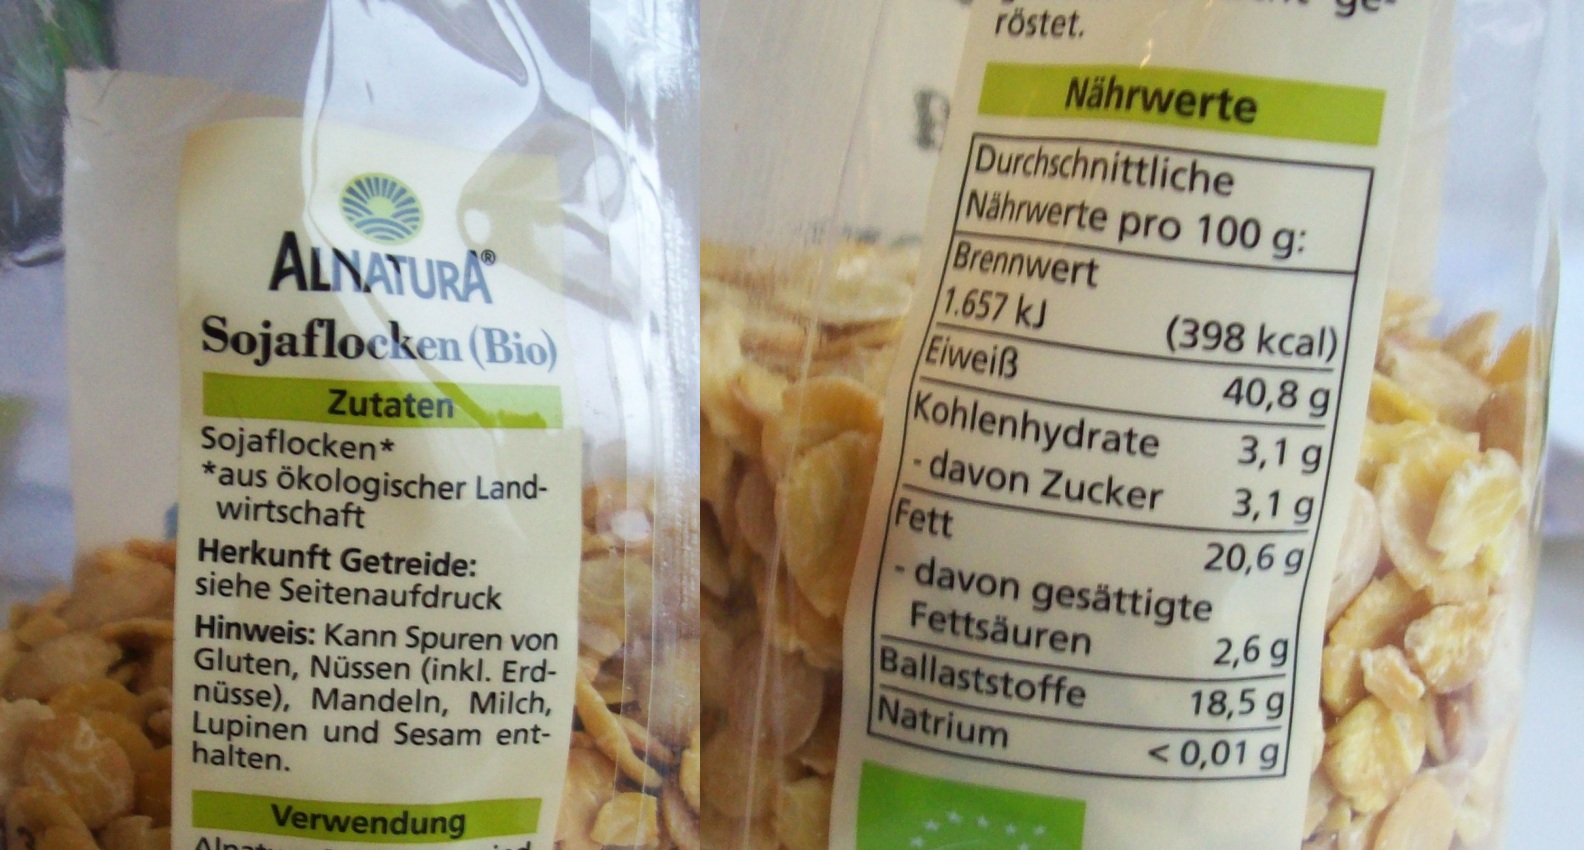 ALNATURA®
Sojaflocken (Bio)
Zutaten
Sojaflocken*
*aus ökologischer Land-
wirtschaft
Herkunft Getreide:
siehe Seitenaufdruck
Hinweis: Kann Spuren von
Gluten, Nüssen (inkl. Erd-
nüsse), Mandeln, Milch,
Lupinen und Sesam ent-
halten.
Verwendung
röstet.
Nährwerte
Durchschnittliche
Nährwerte pro 100 g:
Brennwert
1.657 kJ (398 kcal)
Eiweiß 40,8 g
Kohlenhydrate 3,1 g
- davon Zucker 3,1 g
Fett 20,6 g
- davon gesättigte
Fettsäuren 2,6 g
Ballaststoffe 18,5 g
Natrium < 0,01 g